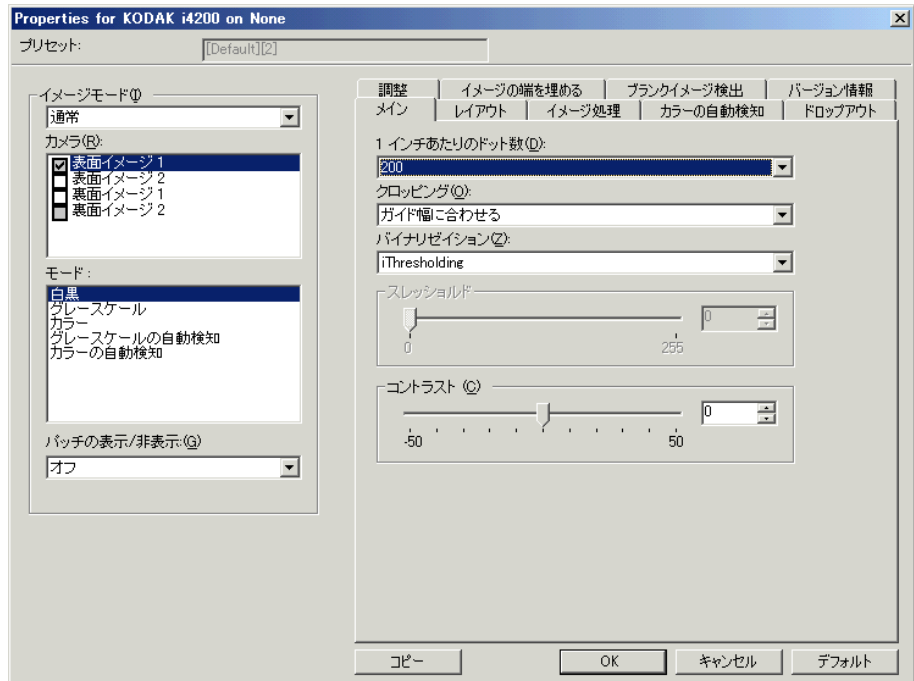 Properties for KODAK i4200 on None
プリセット:
[Default][2]
イメージモード(I)
通常
カメラ(R):
表面イメージ 1
表面イメージ 2
裏面イメージ 1
裏面イメージ 2
モード :
白黒
グレースケール
カラー
グレースケールの自動検知
カラーの自動検知
パッチの表示/非表示:(G)
オフ
調整 イメージの端を埋める ブランクイメージ検出 バージョン情報
メイン レイアウト イメージ処理 カラーの自動検知 ドロップアウト
1 インチあたりのドット数(D):
200
クロッピング(O):
ガイド幅に合わせる
バイナリゼイション(Z):
iThresholding
スレッショルド
0
0 255
コントラスト (C)
0
-50 50
コピー OK キャンセル デフォルト